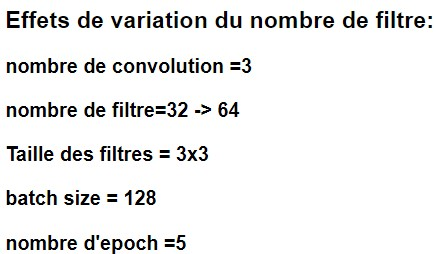 Effets de variation du nombre de filtre:
nombre de convolution =3
nombre de filtre=32 -> 64
Taille des filtres = 3x3
batch size = 128
nombre d'epoch =5